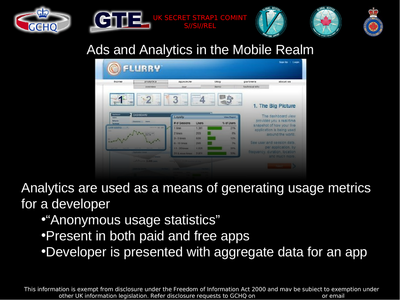 GCHQ
GTE
UK SECRET STRAP1 COMINT
Ads and Analytics in the Mobile Realm
FLURRY
1 2 3 4
1. The Big Picture
Analytics are used as a means of generating usage metrics
for a developer
•“Anonymous usage statistics”
•Present in both paid and free apps
•Developer is presented with aggregate data for an app
This information is exempt from disclosure under the Freedom of Information Act 2000 and may be subject to exemption under
other UK information legislation. Refer disclosure requests to GCHQ on or email